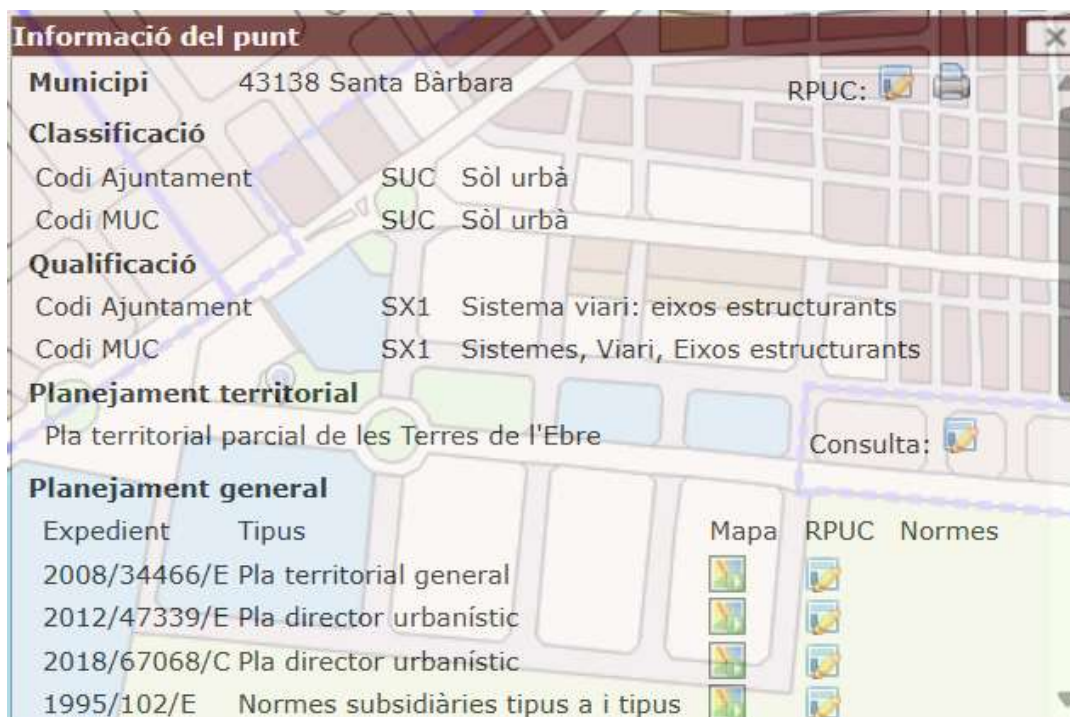 Informació del punt
Municipi 43138 Santa Bàrbara RPUC:
Classificació
Codi Ajuntament SUC Sòl urbà
Codi MUC SUC Sòl urbà
Qualificació
Codi Ajuntament SX1 Sistema viari: eixos estructurants
Codi MUC SX1 Sistemes, Viari, Eixos estructurants
Planejament territorial
Pla territorial parcial de les Terres de l'Ebre Consulta:
Planejament general
Expedient Tipus Mapa RPUC Normes
2008/34466/E Pla territorial general
2012/47339/E Pla director urbanístic
2018/67068/C Pla director urbanístic
1995/102/E Normes subsidiàries tipus a i tipus